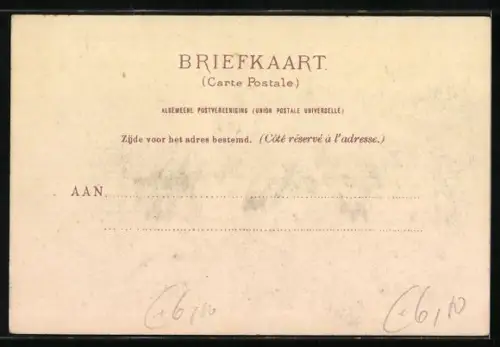 BRIEFKAART.
(Carte Postale.)
ALGEMEENE POSTVEREENIGING (UNION POSTALE UNIVERSELLE)
Zijde voor het adres bestemd. (Côté réservé à l'adresse.)
AAN
6,10 6,10